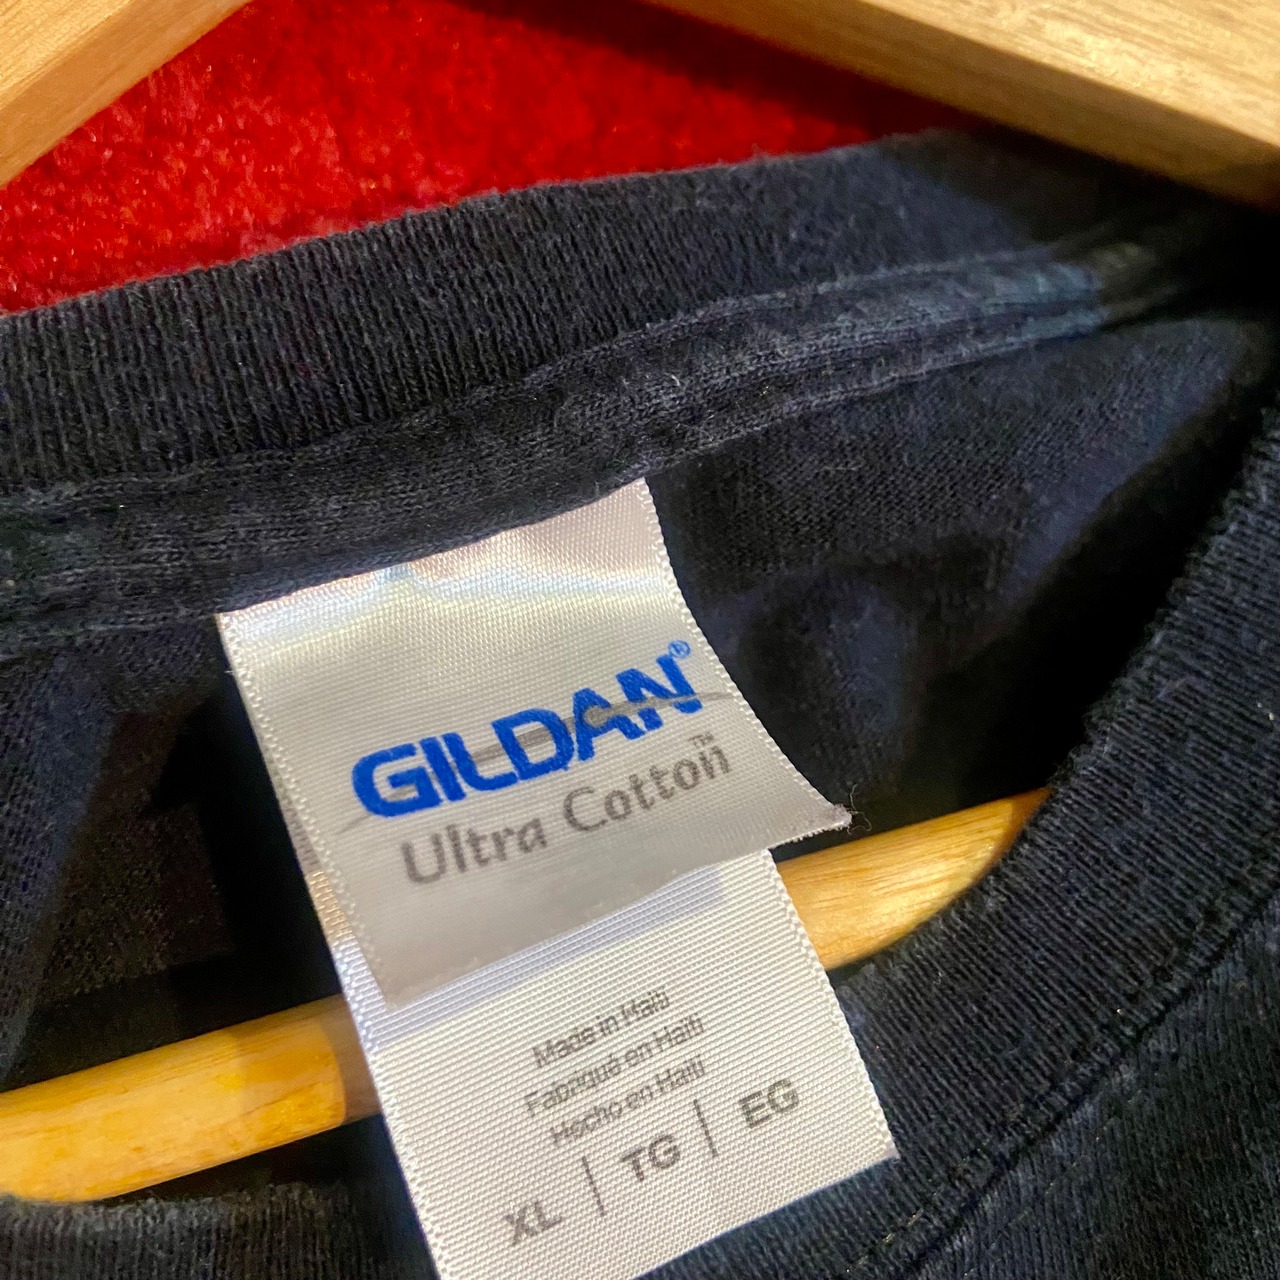 GILDAN®
Ultra Cotton™
Made in Haiti
Fabriqué en Haïti
Hecho en Haití
XL | TG | EG